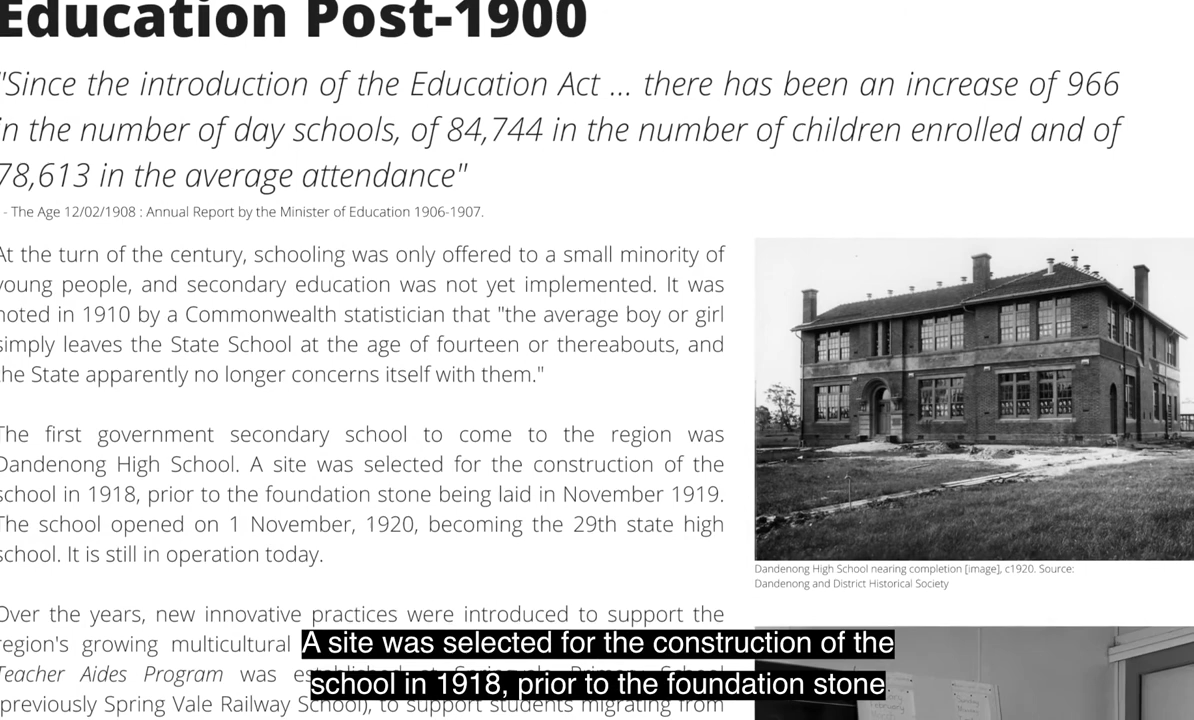 Education Post-1900
"Since the introduction of the Education Act ... there has been an increase of 966
in the number of day schools, of 84,744 in the number of children enrolled and of
78,613 in the average attendance"
- The Age 12/02/1908 : Annual Report by the Minister of Education 1906-1907.
At the turn of the century, schooling was only offered to a small minority of
young people, and secondary education was not yet implemented. It was
noted in 1910 by a Commonwealth statistician that "the average boy or girl
simply leaves the State School at the age of fourteen or thereabouts, and
the State apparently no longer concerns itself with them."
The first government secondary school to come to the region was
Dandenong High School. A site was selected for the construction of the
school in 1918, prior to the foundation stone being laid in November 1919.
The school opened on 1 November, 1920, becoming the 29th state high
school. It is still in operation today.
Over the years, new innovative practices were introduced to support the
region's growing multicultural
Teacher Aides Program was
(previously Spring Vale Railway School), to support students migrating from
Dandenong High School nearing completion [image], c1920. Source:
Dandenong and District Historical Society
A site was selected for the construction of the
school in 1918, prior to the foundation stone